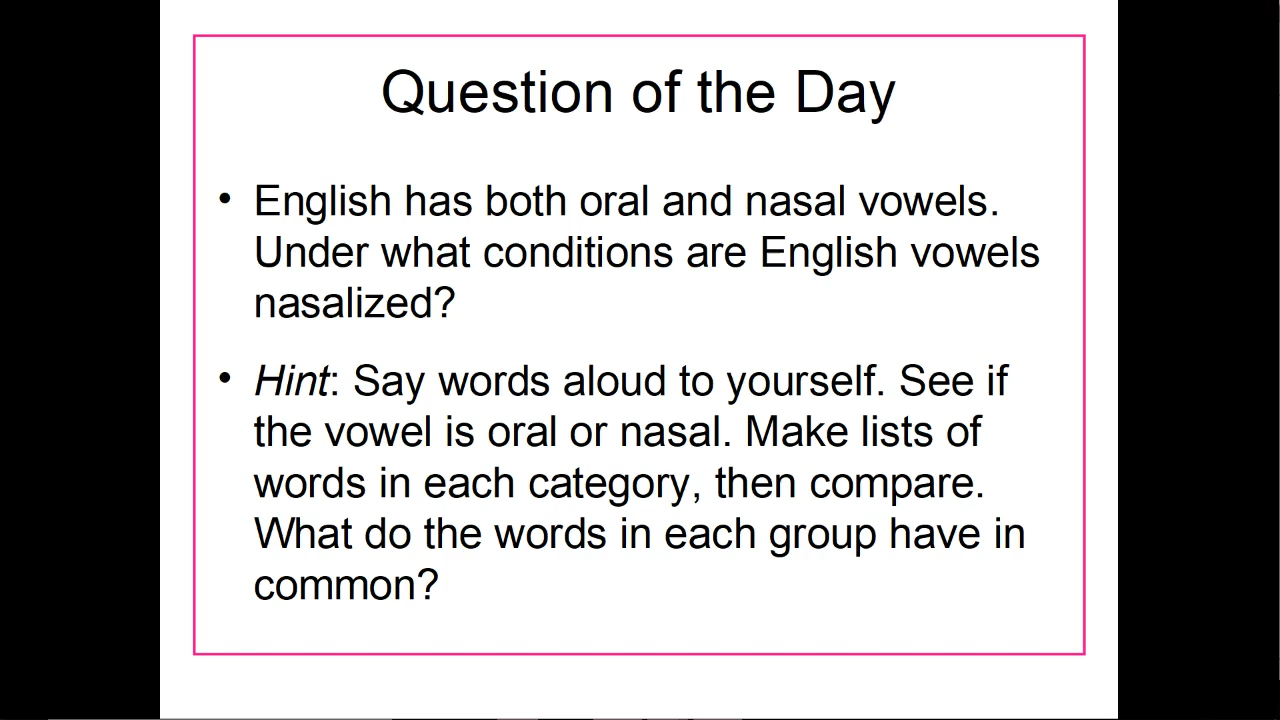 Question of the Day
• English has both oral and nasal vowels.
Under what conditions are English vowels
nasalized?
• Hint: Say words aloud to yourself. See if
the vowel is oral or nasal. Make lists of
words in each category, then compare.
What do the words in each group have in
common?